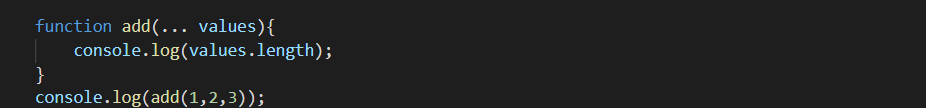 function add(... values){
    console.log(values.length);
}
console.log(add(1,2,3));